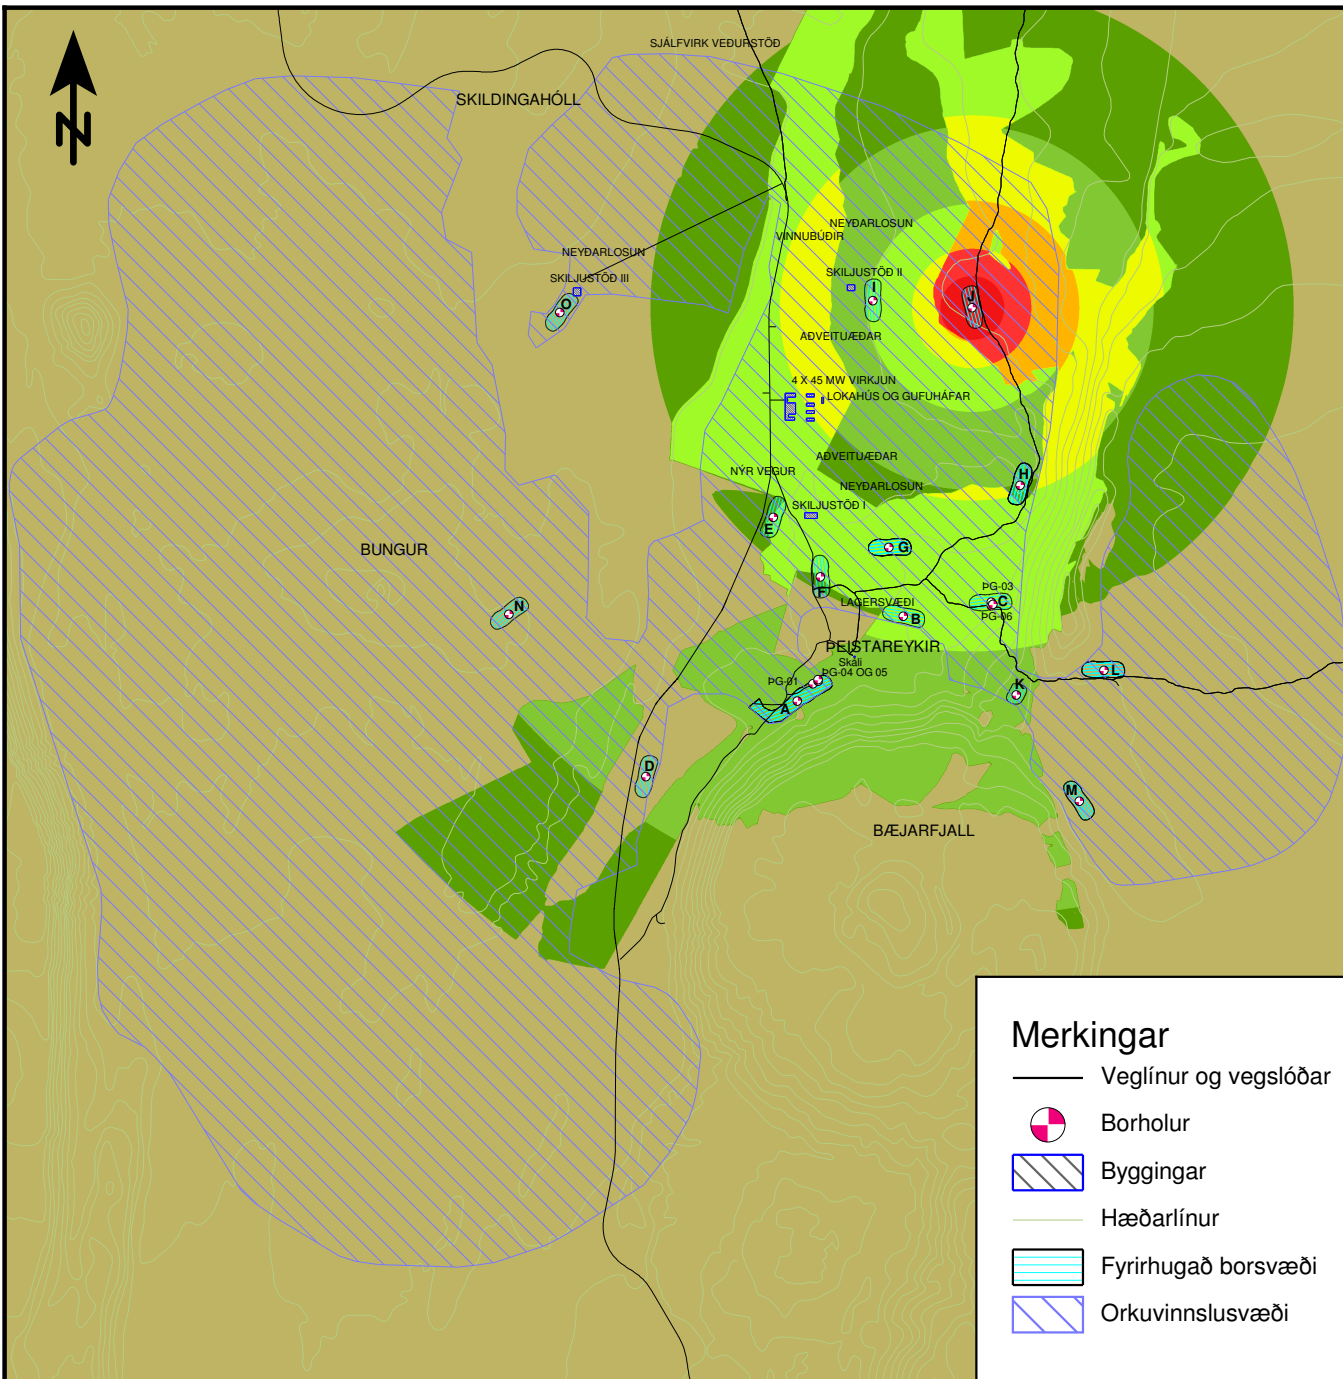 SJÁLFVIRK VEÐURSTÖÐ
SKILDINGAHÓLL
N
NEYÐARLOSUN
VINNUBÚÐIR
NEYÐARLOSUN
SKILJUSTÖÐ III
SKILJUSTÖÐ II
O
I
J
AÐVEITUÆÐAR
4 X 45 MW VIRKJUN
LOKAHÚS OG GUFUHÁFAR
AÐVEITUÆÐAR
NÝR VEGUR
NEYÐARLOSUN
H
SKILJUSTÖÐ I
E
BUNGUR
G
N
F
ÞG-03
LAGERSVÆÐI
C
B
ÞG-06
ÞEISTAREYKIR
Skáli
ÞG-04 OG 05
ÞG-01
L
K
A
D
M
BÆJARFJALL
Merkingar
Veglínur og vegslóðar
Borholur
Byggingar
Hæðarlínur
Fyrirhugað borsvæði
Orkuvinnslusvæði